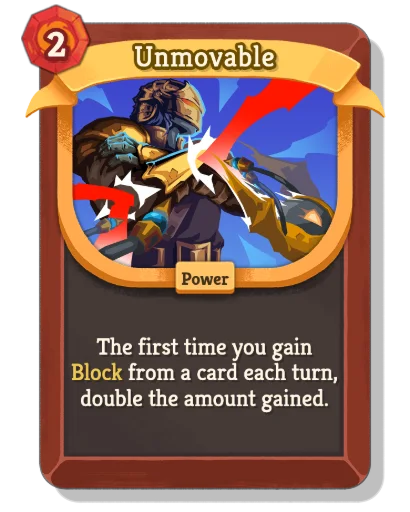 2
Unmovable
Power
The first time you gain
Block from a card each turn,
double the amount gained.